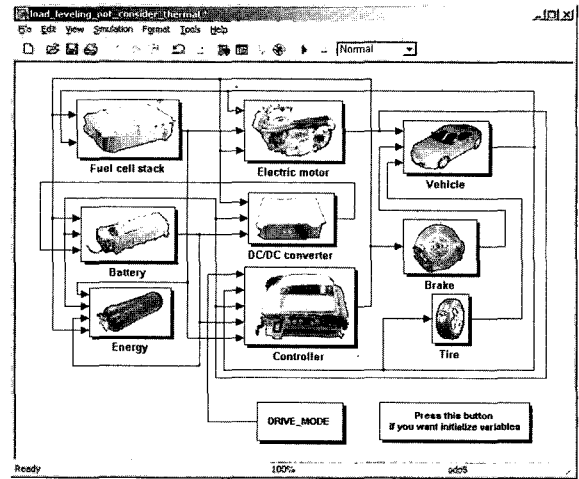 load_leveling_not_consider_thermal
File Edit View Simulation Format Tools Help
Normal
Fuel cell stack
Electric motor
Vehicle
Battery
DC/DC converter
Brake
Energy
Controller
Tire
DRIVE_MODE
Press this button
if you want initialize variables
Ready
100%
ode5